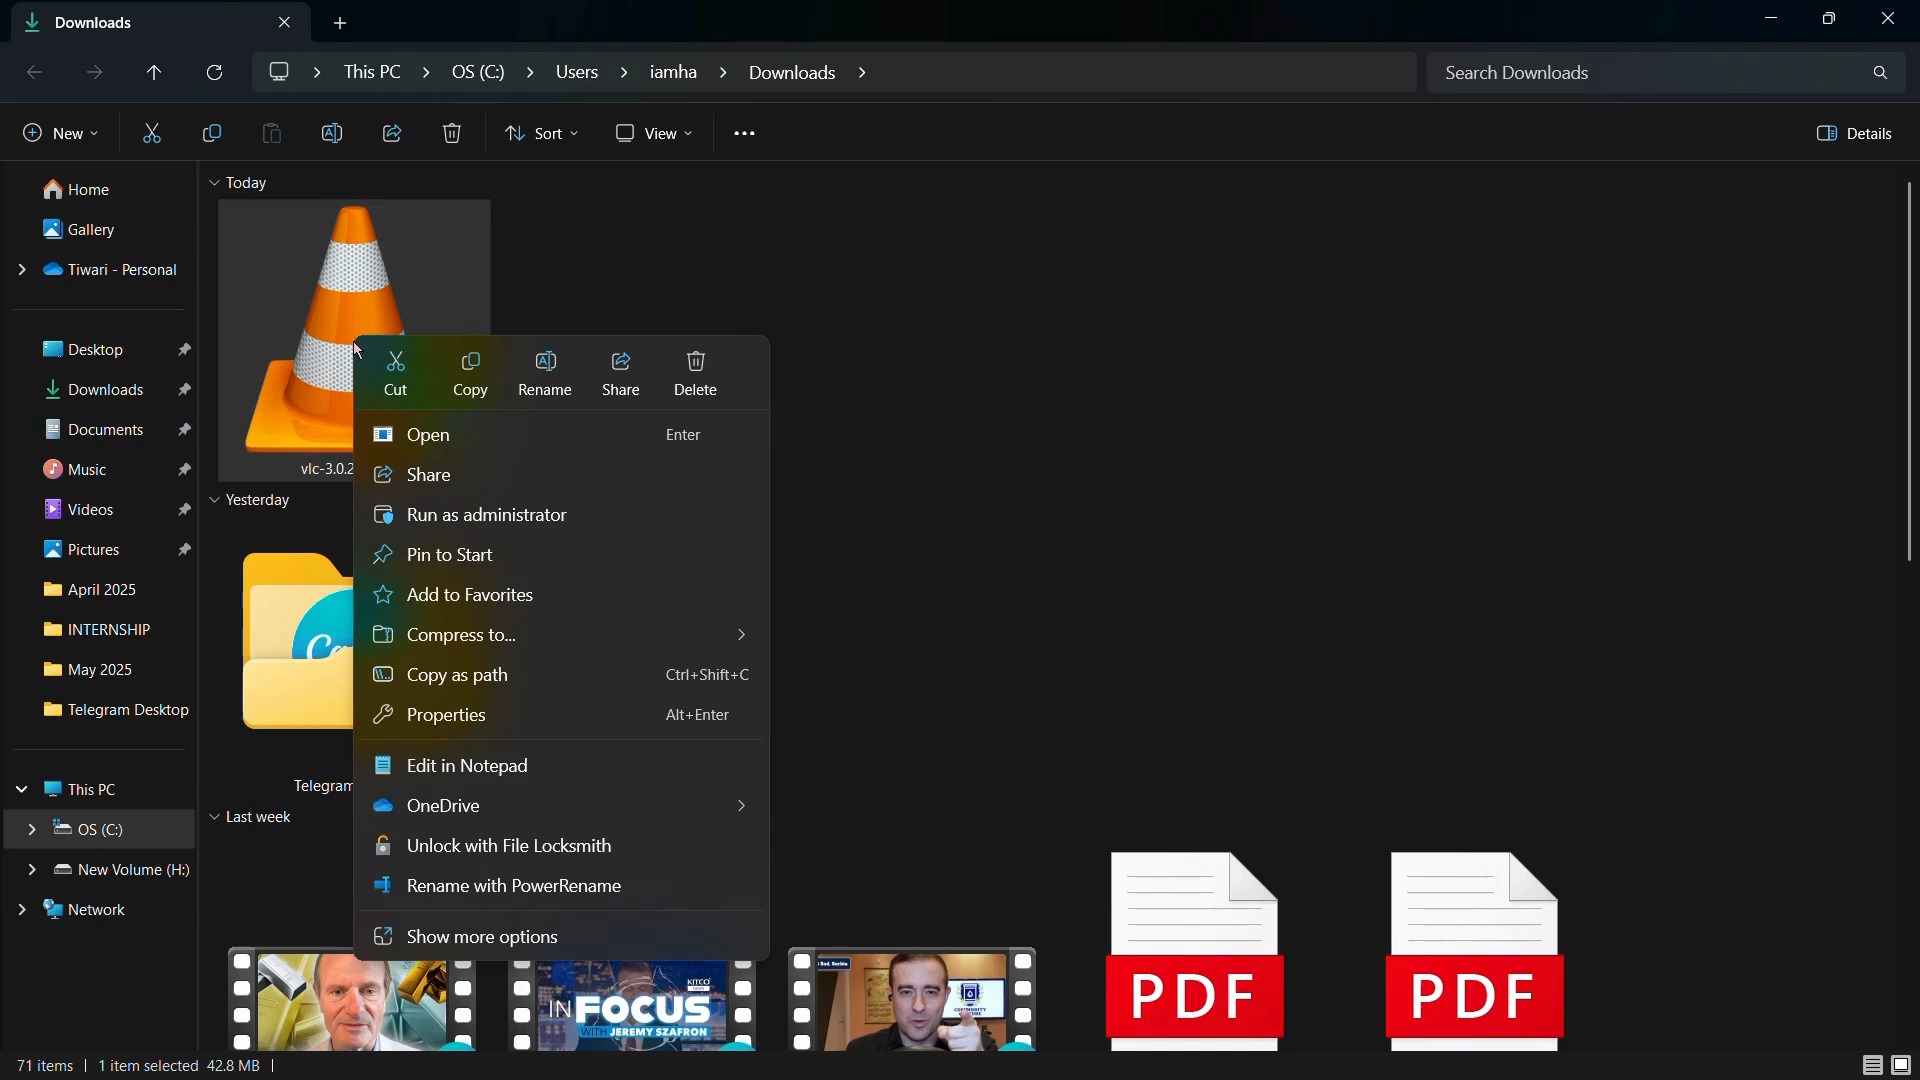 Downloads
This PC > OS (C:) > Users > iamha > Downloads >
Search Downloads
New
Sort
View
Details
Home
Gallery
Tiwari - Personal
Desktop
Downloads
Documents
Music
Videos
Pictures
April 2025
INTERNSHIP
May 2025
Telegram Desktop
This PC
OS (C:)
New Volume (H:)
Network
Today
vlc-3.0.2
Yesterday
Telegram
Last week
Cut Copy Rename Share Delete
Open Enter
Share
Run as administrator
Pin to Start
Add to Favorites
Compress to...
Copy as path Ctrl+Shift+C
Properties Alt+Enter
Edit in Notepad
OneDrive
Unlock with File Locksmith
Rename with PowerRename
Show more options
KITCO
NEWS
IN FOCUS
WITH JEREMY SZAFRON
PDF
PDF
71 items | 1 item selected 42.8 MB |